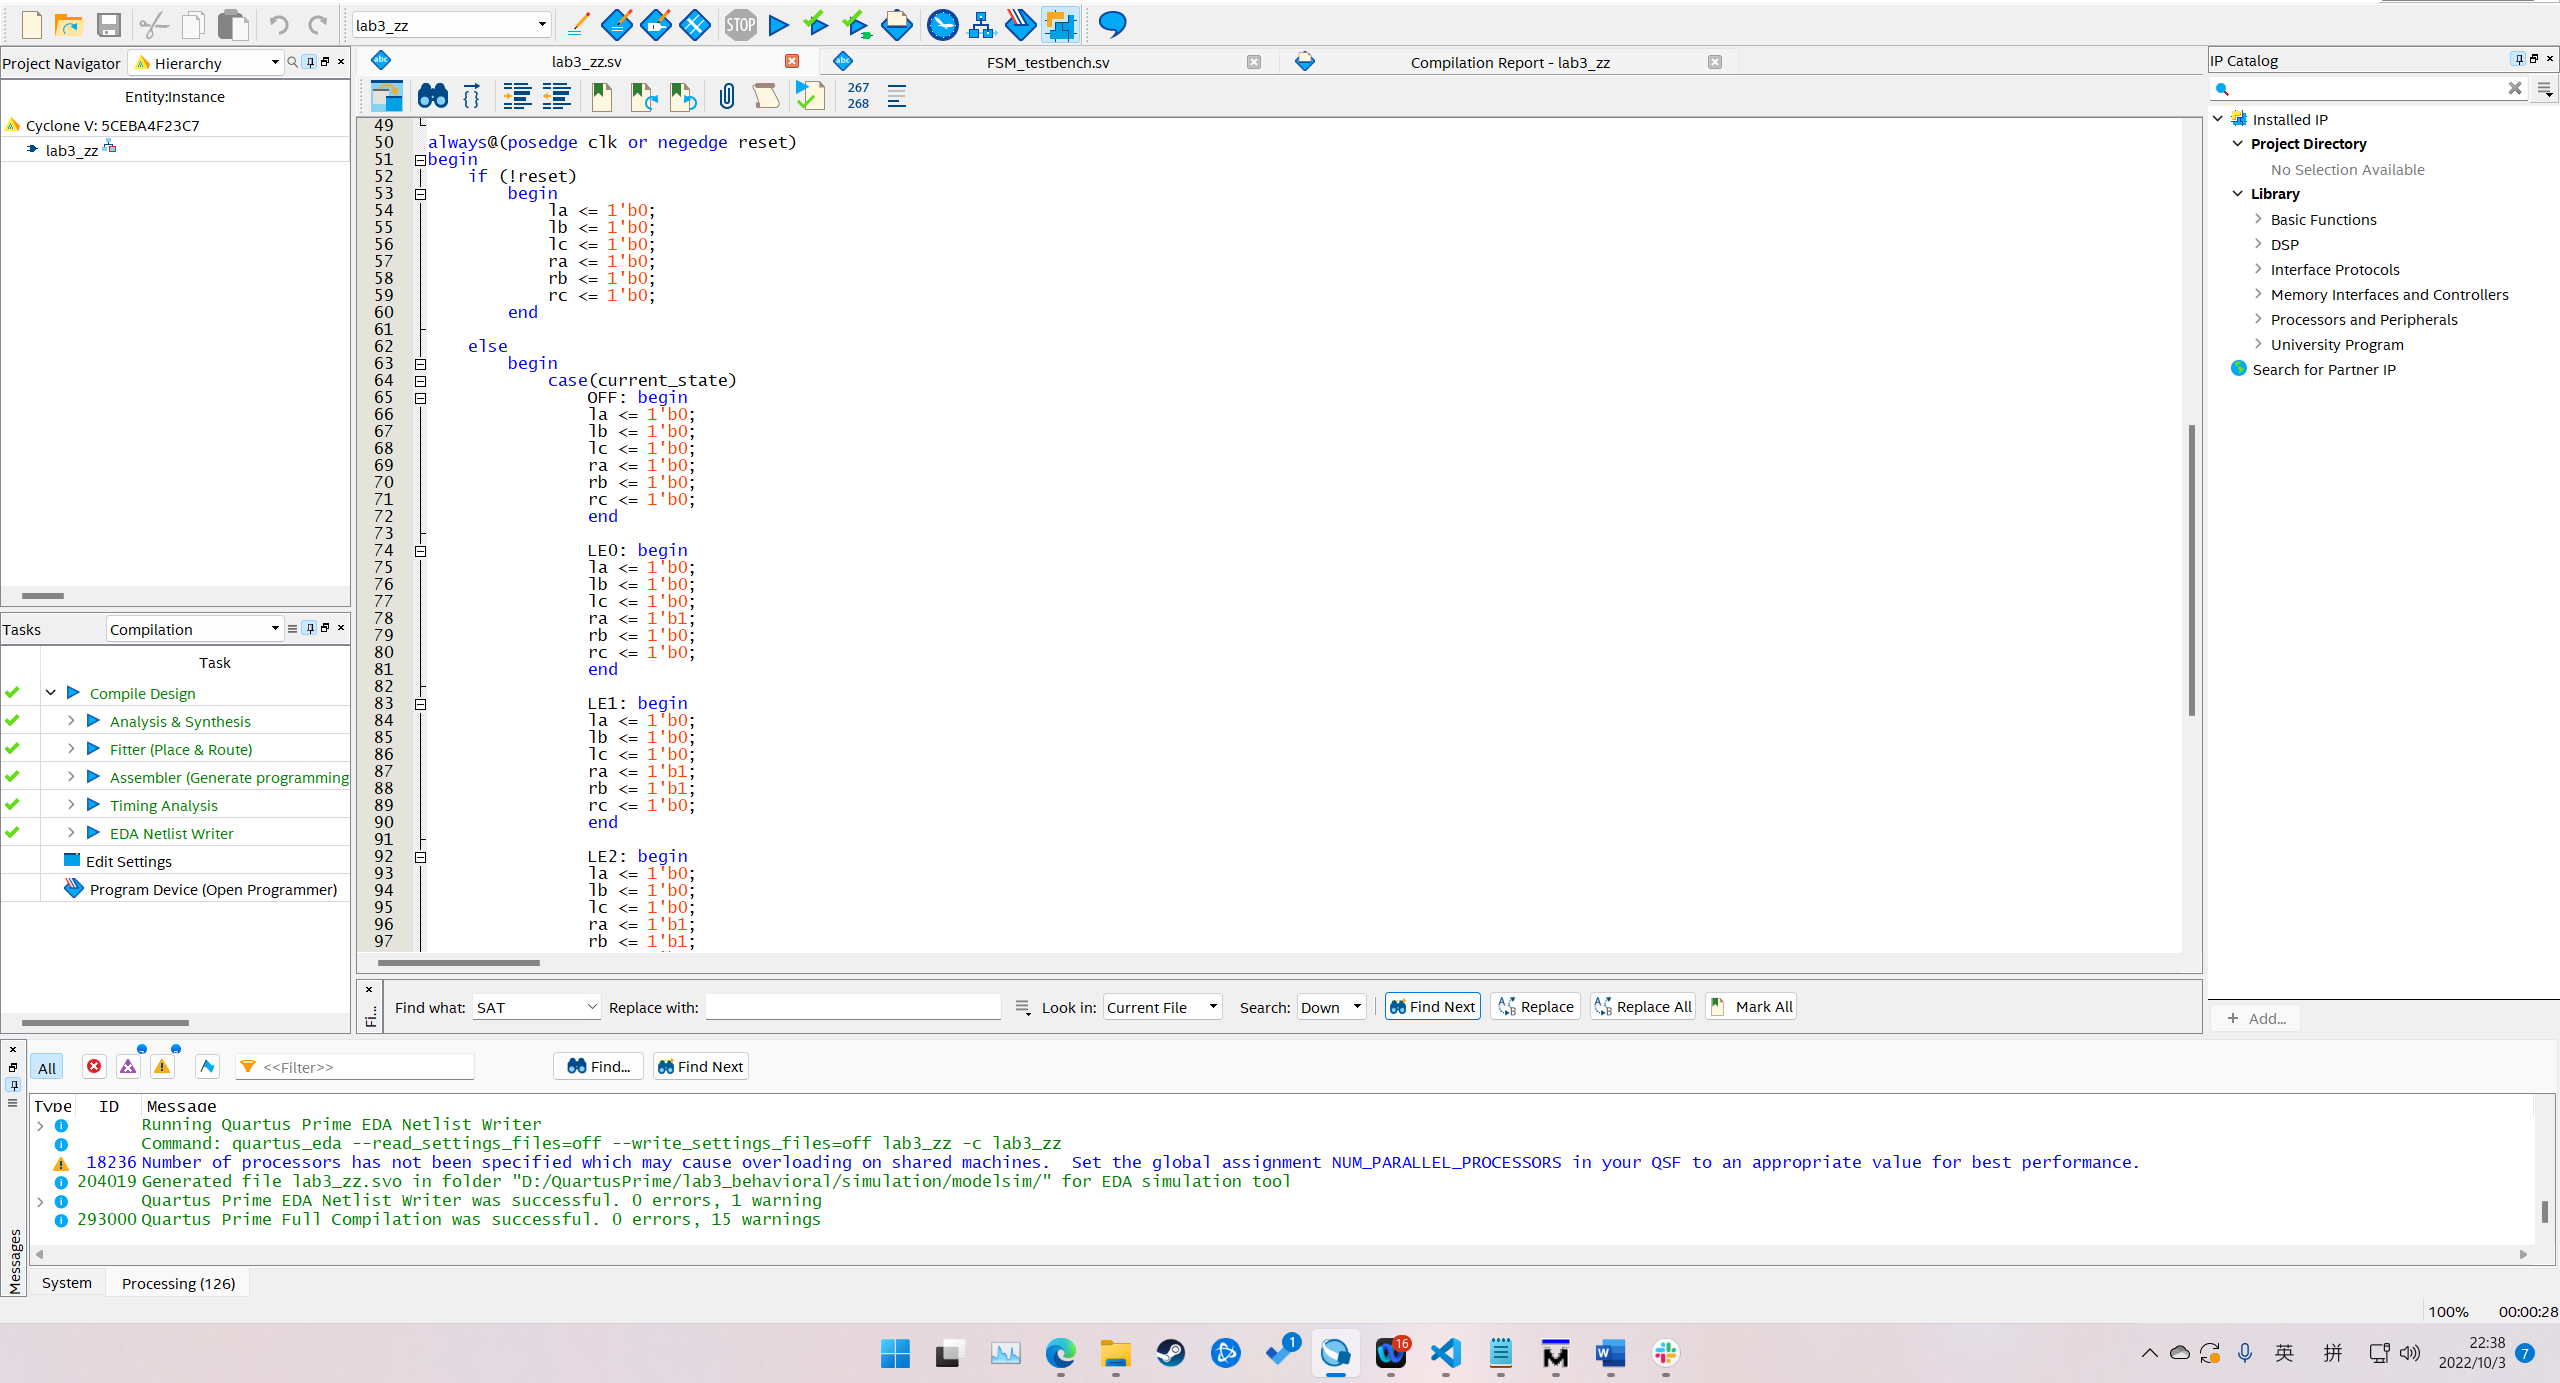 lab3_zz
Project Navigator
Hierarchy
Entity:Instance
Cyclone V: 5CEBA4F23C7
lab3_zz
Tasks
Compilation
Task
Compile Design
Analysis & Synthesis
Fitter (Place & Route)
Assembler (Generate programming
Timing Analysis
EDA Netlist Writer
Edit Settings
Program Device (Open Programmer)
STOP
abc lab3_zz.sv
abc FSM_testbench.sv
Compilation Report - lab3_zz
267
268
49
50 always@(posedge clk or negedge reset)
51 begin
52 if (!reset)
53 begin
54 la <= 1'b0;
55 lb <= 1'b0;
56 lc <= 1'b0;
57 ra <= 1'b0;
58 rb <= 1'b0;
59 rc <= 1'b0;
60 end
61
62 else
63 begin
64 case(current_state)
65 OFF: begin
66 la <= 1'b0;
67 lb <= 1'b0;
68 lc <= 1'b0;
69 ra <= 1'b0;
70 rb <= 1'b0;
71 rc <= 1'b0;
72 end
73
74 LE0: begin
75 la <= 1'b0;
76 lb <= 1'b0;
77 lc <= 1'b0;
78 ra <= 1'b1;
79 rb <= 1'b0;
80 rc <= 1'b0;
81 end
82
83 LE1: begin
84 la <= 1'b0;
85 lb <= 1'b0;
86 lc <= 1'b0;
87 ra <= 1'b1;
88 rb <= 1'b1;
89 rc <= 1'b0;
90 end
91
92 LE2: begin
93 la <= 1'b0;
94 lb <= 1'b0;
95 lc <= 1'b0;
96 ra <= 1'b1;
97 rb <= 1'b1;
Fi...
Find what: SAT Replace with: Look in: Current File Search: Down Find Next Replace Replace All Mark All
IP Catalog
Installed IP
Project Directory
No Selection Available
Library
Basic Functions
DSP
Interface Protocols
Memory Interfaces and Controllers
Processors and Peripherals
University Program
Search for Partner IP
+ Add...
All <<Filter>> Find... Find Next
Type ID Message
Running Quartus Prime EDA Netlist Writer
Command: quartus_eda --read_settings_files=off --write_settings_files=off lab3_zz -c lab3_zz
18236 Number of processors has not been specified which may cause overloading on shared machines.  Set the global assignment NUM_PARALLEL_PROCESSORS in your QSF to an appropriate value for best performance.
204019 Generated file lab3_zz.svo in folder "D:/QuartusPrime/lab3_behavioral/simulation/modelsim/" for EDA simulation tool
Quartus Prime EDA Netlist Writer was successful. 0 errors, 1 warning
293000 Quartus Prime Full Compilation was successful. 0 errors, 15 warnings
Messages
System Processing (126)
100% 00:00:28
1
16
英 拼
22:38
2022/10/3
7